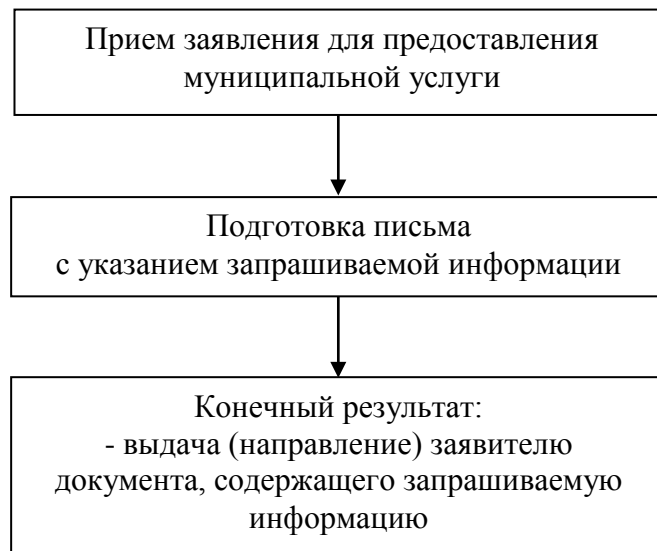 Прием заявления для предоставления
муниципальной услуги
Подготовка письма
с указанием запрашиваемой информации
Конечный результат:
- выдача (направление) заявителю
документа, содержащего запрашиваемую
информацию